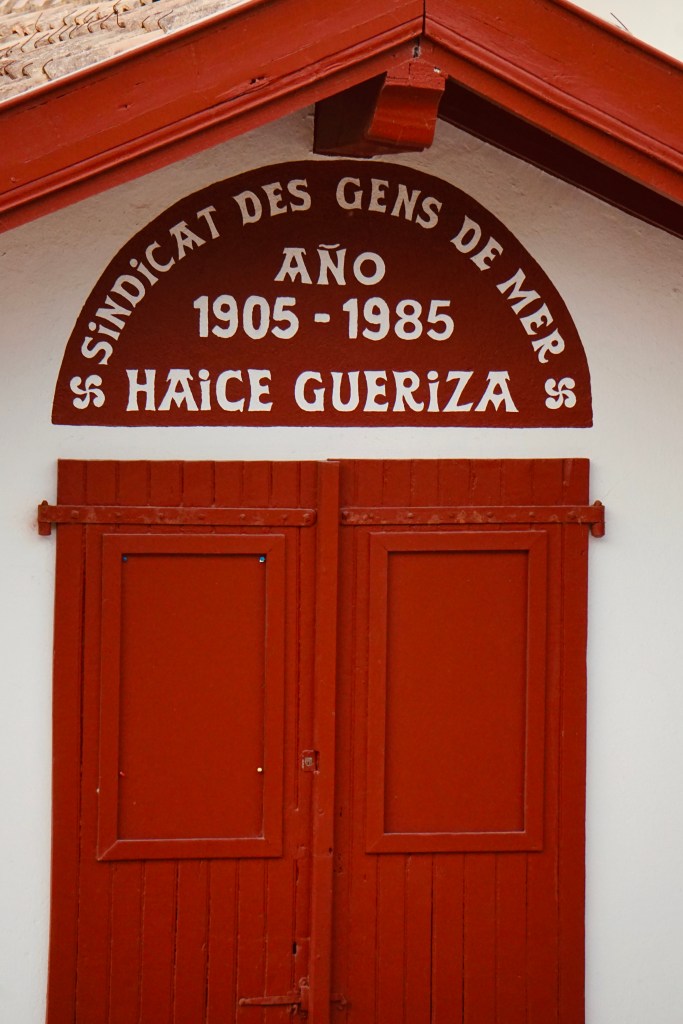 SiNDiCAT DES GENS DE MER
AÑO
1905 - 1985
HAiCE GUERiZA